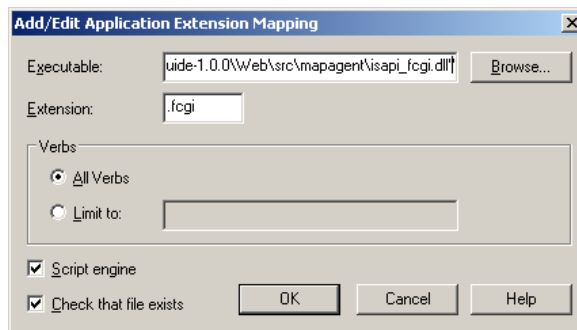 Add/Edit Application Extension Mapping
Executable: uide-1.0.0\Web\src\mapagent\isapi_fcgi.dll" Browse...
Extension: .fcgi
Verbs
All Verbs
Limit to:
Script engine
Check that file exists OK Cancel Help